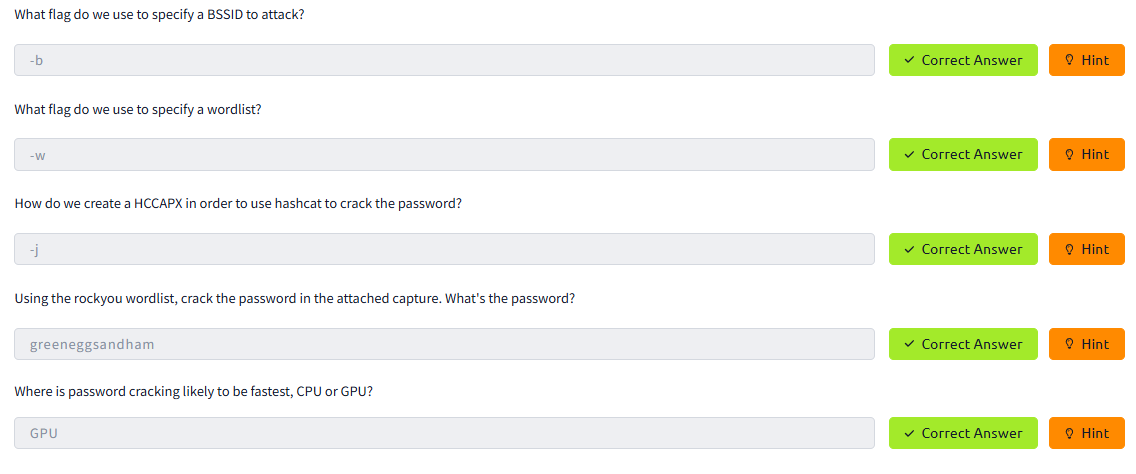 What flag do we use to specify a BSSID to attack?
-b Correct Answer Hint
What flag do we use to specify a wordlist?
-w Correct Answer Hint
How do we create a HCCAPX in order to use hashcat to crack the password?
-j Correct Answer Hint
Using the rockyou wordlist, crack the password in the attached capture. What's the password?
greeneggsandham Correct Answer Hint
Where is password cracking likely to be fastest, CPU or GPU?
GPU Correct Answer Hint